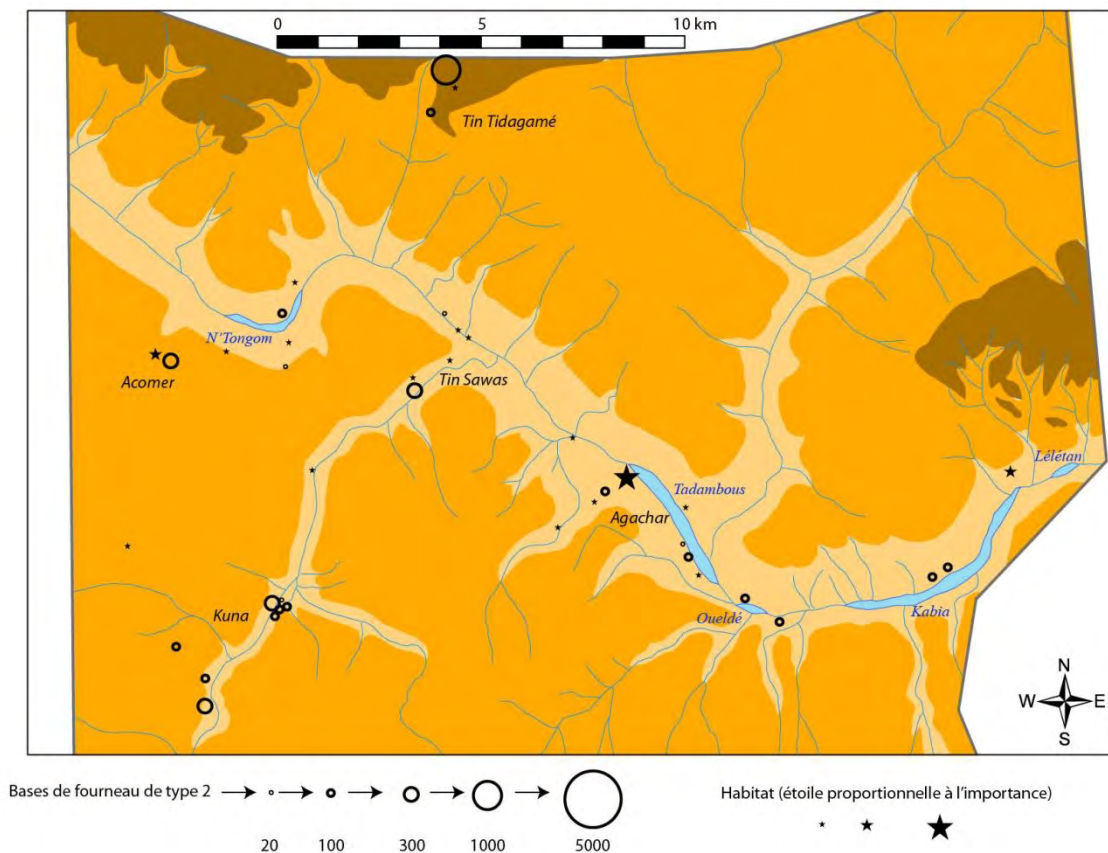 0 5 10 km
Tin Tidagamé
N'Tongom
Acomer
Tin Sawas
Lélétan
Tadambous
Agachar
Kuna
Oueldé
Kabia
N
W E
S
Bases de fourneau de type 2
Habitat (étoile proportionnelle à l'importance)
20 100 300 1000 5000